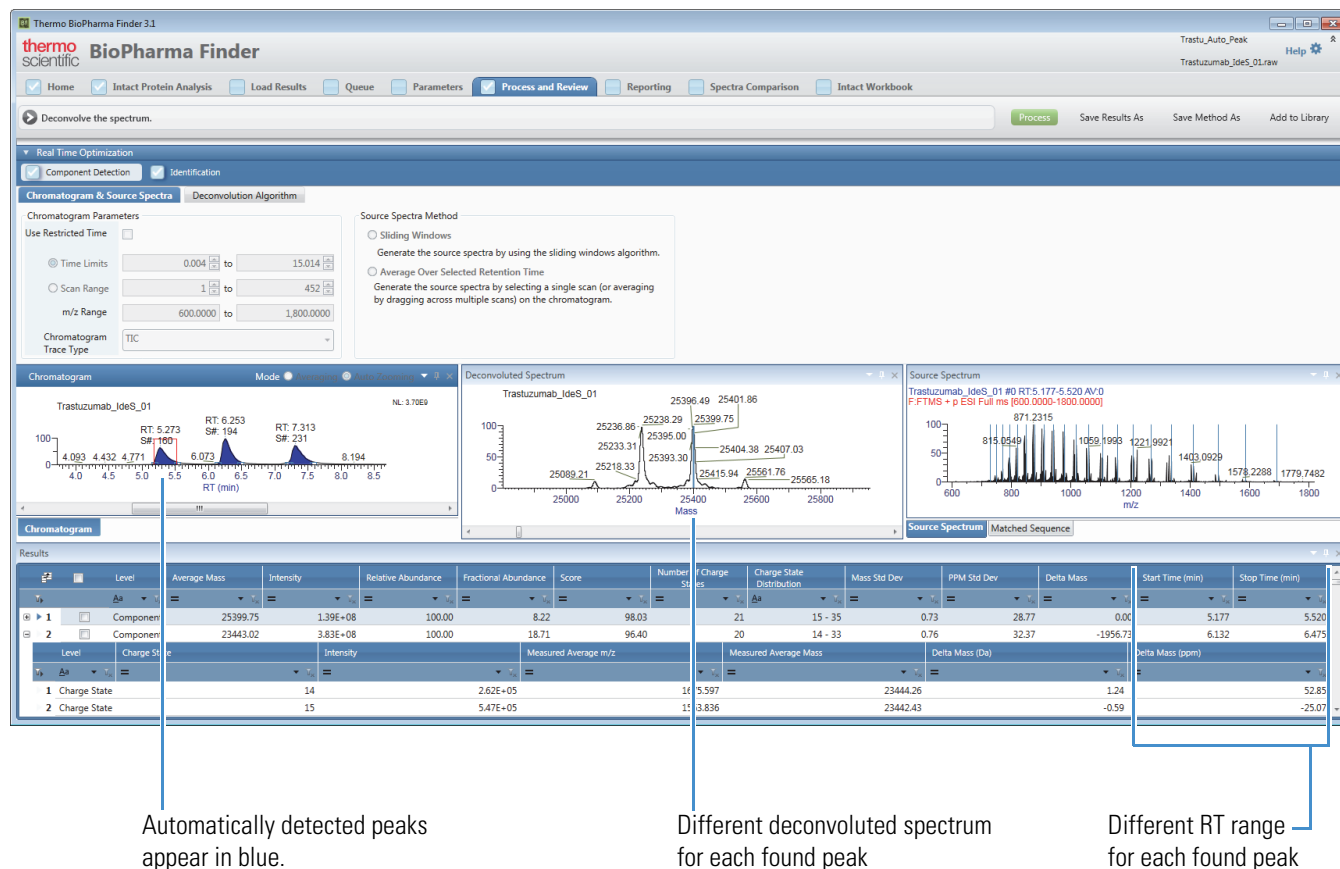 Thermo BioPharma Finder 3.1
thermo scientific BioPharma Finder
Trastu_Auto_Peak
Trastuzumab_IdeS_01.raw
Help
Home Intact Protein Analysis Load Results Queue Parameters Process and Review Reporting Spectra Comparison Intact Workbook
Deconvolve the spectrum. Process Save Results As Save Method As Add to Library
Real Time Optimization
Component Detection Identification
Chromatogram & Source Spectra Deconvolution Algorithm
Chromatogram Parameters
Use Restricted Time
Time Limits 0.004 to 15.014
Scan Range 1 to 452
m/z Range 600.0000 to 1,800.0000
Chromatogram Trace Type TIC
Source Spectra Method
Sliding Windows
Generate the source spectra by using the sliding windows algorithm.
Average Over Selected Retention Time
Generate the source spectra by selecting a single scan (or averaging
by dragging across multiple scans) on the chromatogram.
Chromatogram Mode
Trastuzumab_IdeS_01 NL: 3.70E9
RT: 5.273 S#: 160
RT: 6.253 S#: 194
RT: 7.313 S#: 231
100
4.093 4.432 4.771 6.073 8.194
0
4.0 4.5 5.0 5.5 6.0 6.5 7.0 7.5 8.0 8.5
RT (min)
Chromatogram
Deconvoluted Spectrum
Trastuzumab_IdeS_01
25396.49 25401.86
25236.86 25238.29 25399.75
25233.31 25395.00
25404.38 25407.03
25218.33 25393.30
25089.21 25415.94 25561.76
25565.18
100
50
0
25000 25200 25400 25600 25800
Mass
Source Spectrum
Trastuzumab_IdeS_01 #0 RT:5.177-5.520 AV:0
F:FTMS + p ESI Full ms [600.0000-1800.0000]
871.2315
815.0549 1059.1993 1221.9921
1403.0929
1578.2288 1779.7482
100
50
0
600 800 1000 1200 1400 1600 1800
m/z
Source Spectrum Matched Sequence
Results
Level Average Mass Intensity Relative Abundance Fractional Abundance Score Number of Charge States Charge State Distribution Mass Std Dev PPM Std Dev Delta Mass Start Time (min) Stop Time (min)
Aa = = = = = = Aa = = = = =
1 Component 25399.75 1.39E+08 100.00 8.22 98.03 21 15 - 35 0.73 28.77 0.00 5.177 5.520
2 Component 23443.02 3.83E+08 100.00 18.71 96.40 20 14 - 33 0.76 32.37 -1956.73 6.132 6.475
Level Charge State Intensity Measured Average m/z Measured Average Mass Delta Mass (Da) Delta Mass (ppm)
Aa = = = = = =
1 Charge State 14 2.62E+05 23444.26 1.24 52.85
2 Charge State 15 5.47E+05 23442.43 -0.59 -25.07
Automatically detected peaks
appear in blue.
Different deconvoluted spectrum
for each found peak
Different RT range
for each found peak